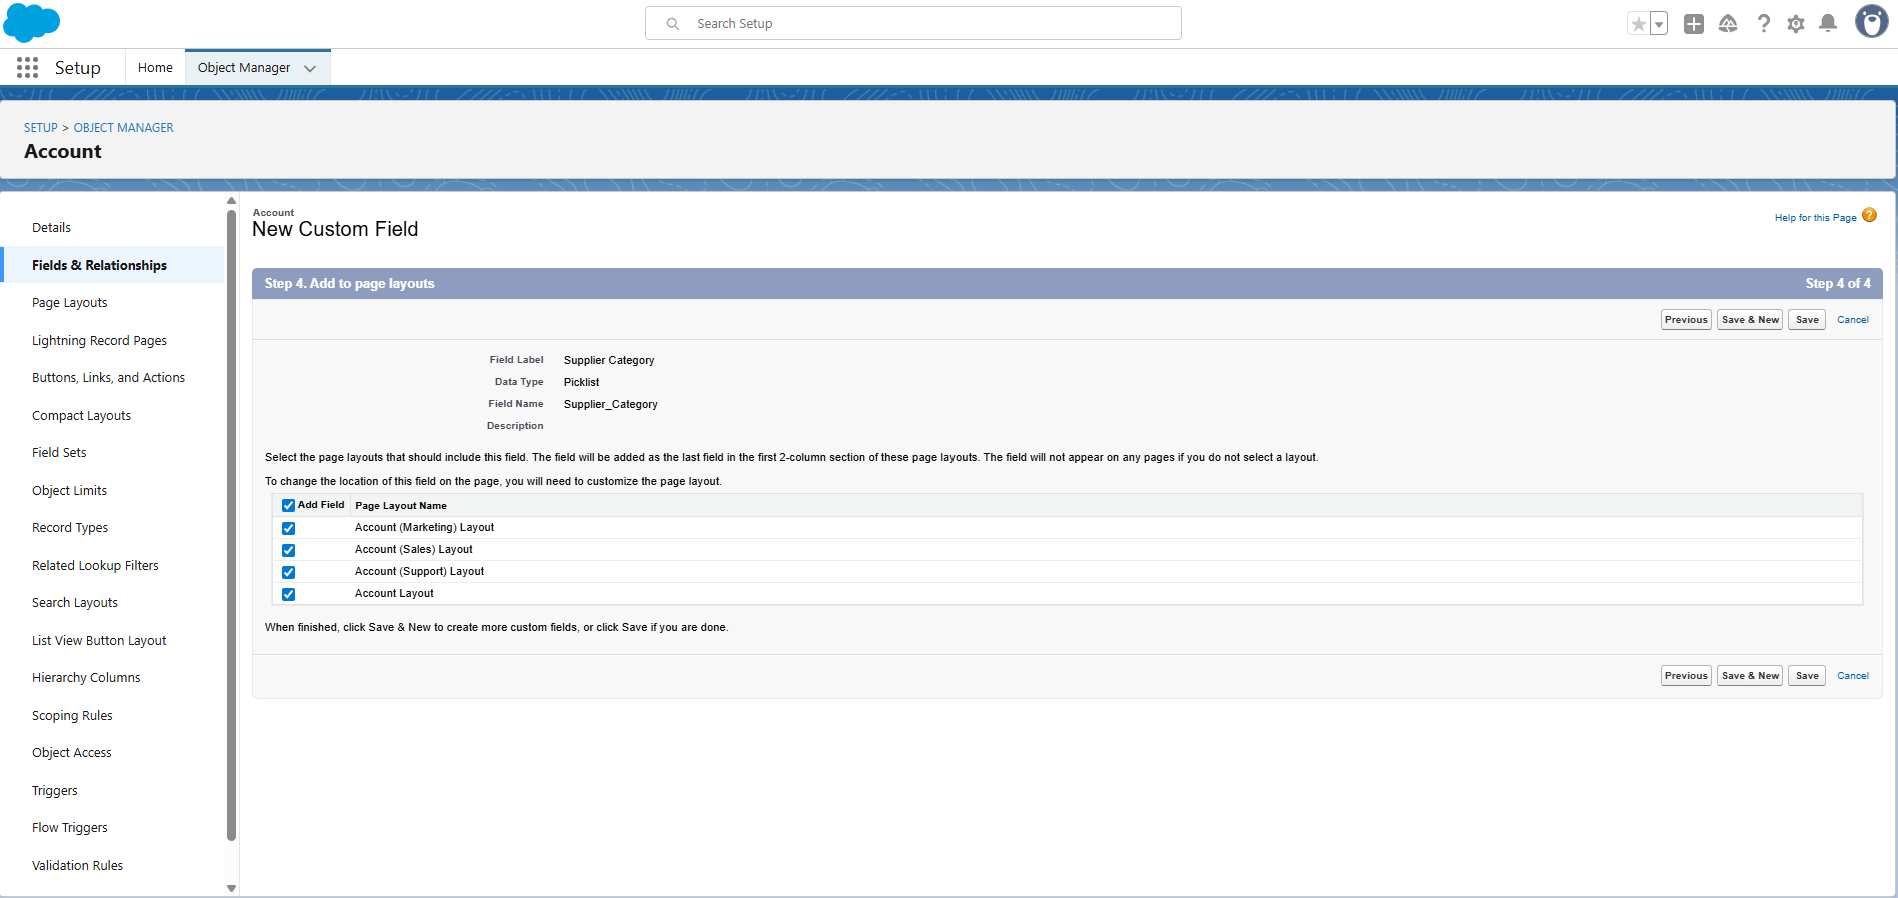 Search Setup
Setup
Home
Object Manager
SETUP > OBJECT MANAGER
Account
Details
Fields & Relationships
Page Layouts
Lightning Record Pages
Buttons, Links, and Actions
Compact Layouts
Field Sets
Object Limits
Record Types
Related Lookup Filters
Search Layouts
List View Button Layout
Hierarchy Columns
Scoping Rules
Object Access
Triggers
Flow Triggers
Validation Rules
Account
New Custom Field
Help for this Page ?
Step 4. Add to page layouts Step 4 of 4
Previous Save & New Save Cancel
Field Label Supplier Category
Data Type Picklist
Field Name Supplier_Category
Description
Select the page layouts that should include this field. The field will be added as the last field in the first 2-column section of these page layouts. The field will not appear on any pages if you do not select a layout.
To change the location of this field on the page, you will need to customize the page layout.
Add Field Page Layout Name
Account (Marketing) Layout
Account (Sales) Layout
Account (Support) Layout
Account Layout
When finished, click Save & New to create more custom fields, or click Save if you are done.
Previous Save & New Save Cancel